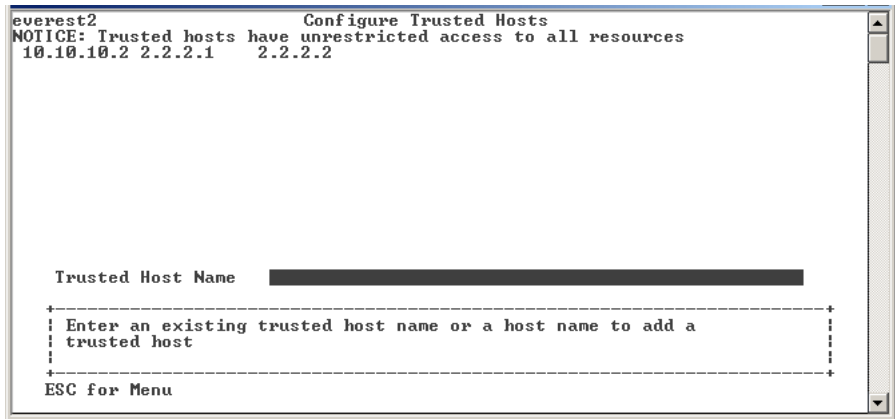 everest2 Configure Trusted Hosts
NOTICE: Trusted hosts have unrestricted access to all resources
10.10.10.2 2.2.2.1 2.2.2.2
Trusted Host Name
Enter an existing trusted host name or a host name to add a
trusted host
ESC for Menu